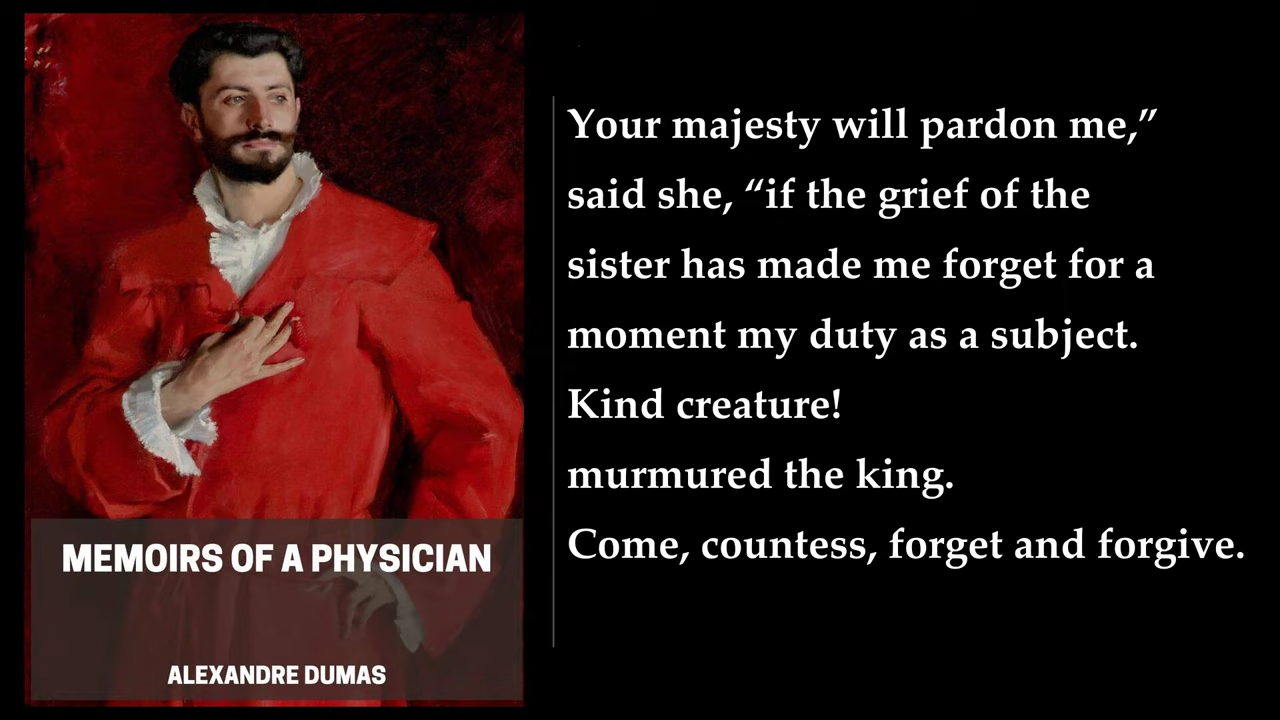 MEMOIRS OF A PHYSICIAN
ALEXANDRE DUMAS
Your majesty will pardon me,”
said she, “if the grief of the
sister has made me forget for a
moment my duty as a subject.
Kind creature!
murmured the king.
Come, countess, forget and forgive.